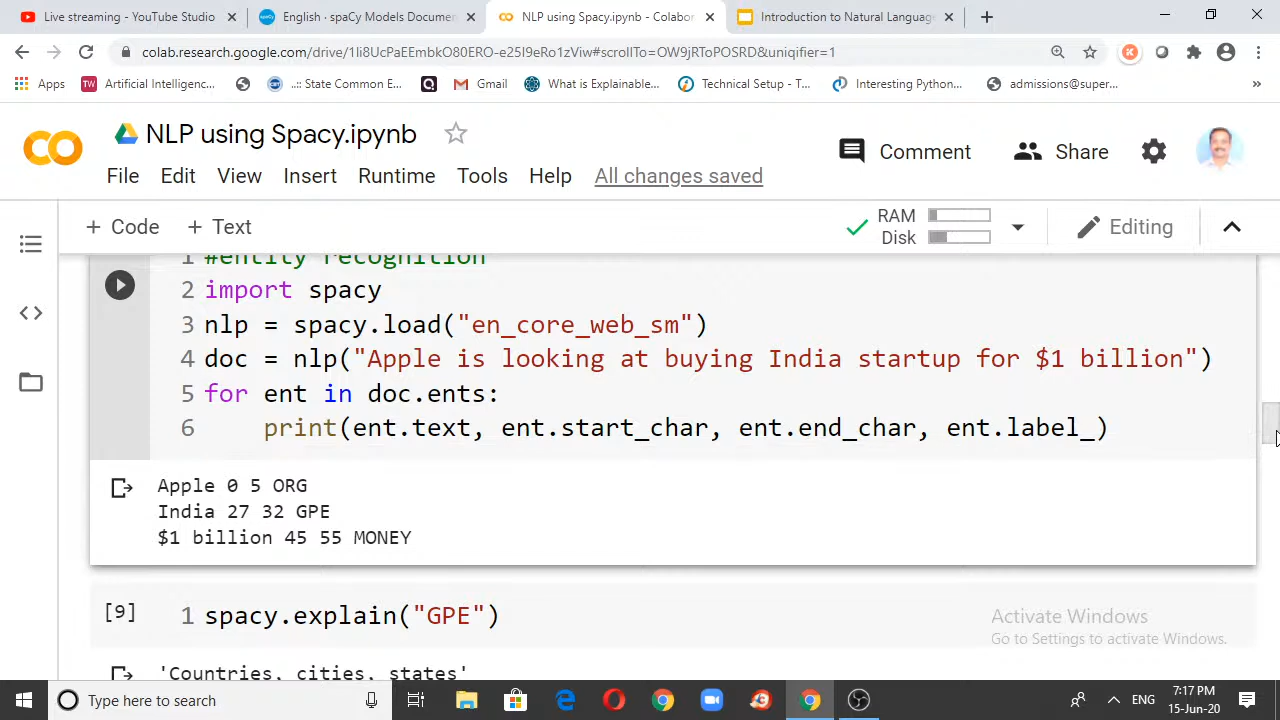 Live streaming - YouTube Studio
English · spaCy Models Documen
NLP using Spacy.ipynb - Colabor
Introduction to Natural Languag
colab.research.google.com/drive/1li8UcPaEEmbkO80ERO-e25I9eRo1zViw#scrollTo=OW9jRToPOSRD&uniqifier=1
Apps
TW
Artificial Intelligenc...
..:: State Common E...
Gmail
What is Explainable...
Technical Setup - T...
Interesting Python...
admissions@super...
»
CO
NLP using Spacy.ipynb
Comment
Share
File Edit View Insert Runtime Tools Help All changes saved
+ Code + Text
RAM
Disk
Editing
1 #entity recognition
2 import spacy
3 nlp = spacy.load("en_core_web_sm")
4 doc = nlp("Apple is looking at buying India startup for $1 billion")
5 for ent in doc.ents:
6 print(ent.text, ent.start_char, ent.end_char, ent.label_)
Apple 0 5 ORG
India 27 32 GPE
$1 billion 45 55 MONEY
[9] 1 spacy.explain("GPE")
'Countries, cities, states'
Activate Windows
Go to Settings to activate Windows.
Type here to search
ENG
7:17 PM
15-Jun-20